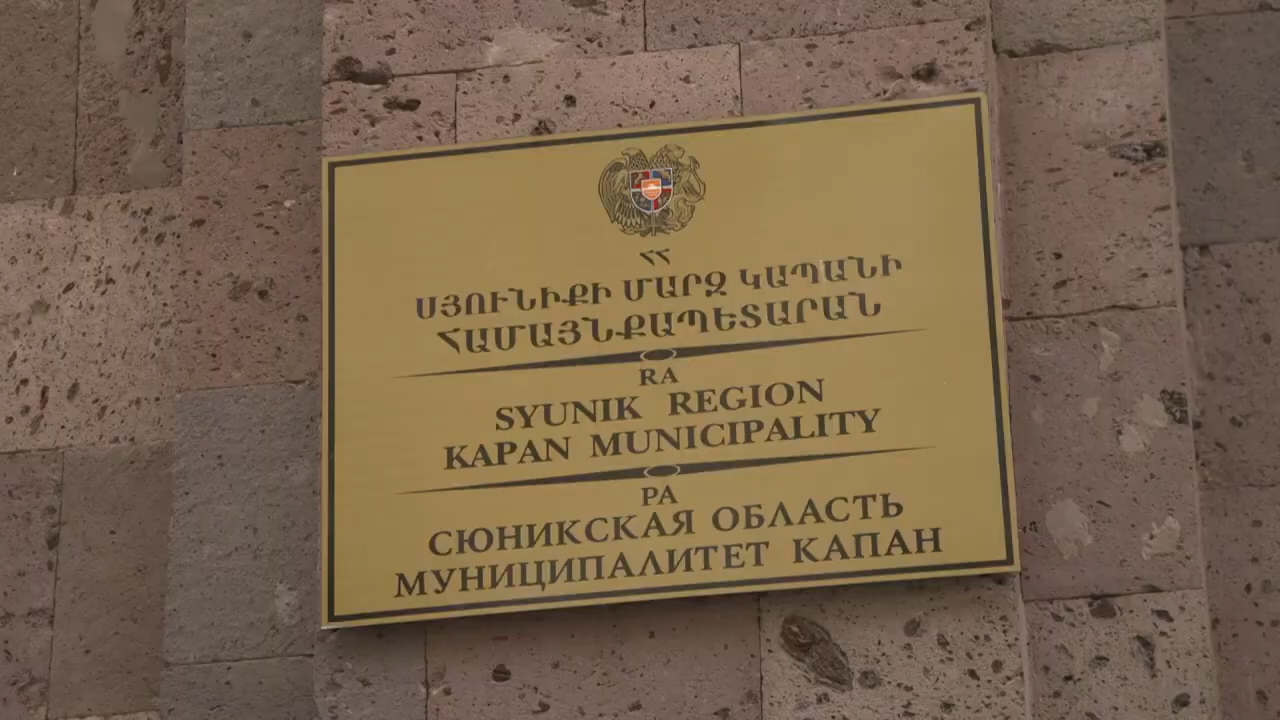 ՀՀ
ՍՅՈՒՆԻՔԻ ՄԱՐԶ ԿԱՊԱՆԻ
ՀԱՄԱՅՆՔԱՊԵՏԱՐԱՆ
RA
SYUNIK REGION
KAPAN MUNICIPALITY
РА
СЮНИКСКАЯ ОБЛАСТЬ
МУНИЦИПАЛИТЕТ КАПАН